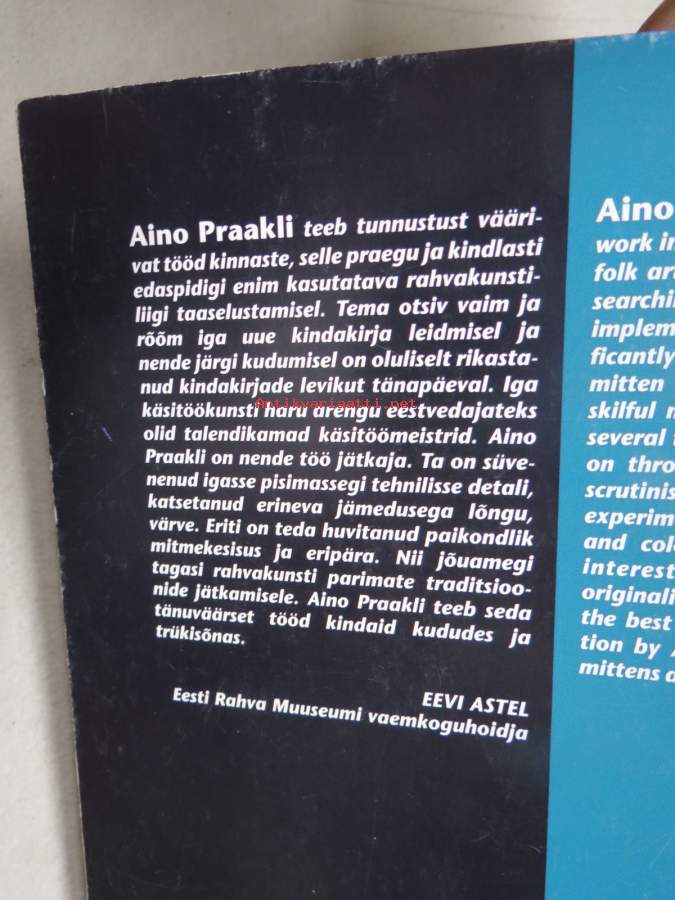 Aino Praakli teeb tunnustust vääri-
vat tööd kinnaste, selle praegu ja kindlasti
edaspidigi enim kasutatava rahvakunsti-
liigi taaselustamisel. Tema otsiv vaim ja
rõõm iga uue kindakirja leidmisel ja
nende järgi kudumisel on oluliselt rikasta-
nud kindakirjade levikut tänapäeval. Iga
käsitöökunsti haru arengu eestvedajateks
olid talendikamad käsitöömeistrid. Aino
Praakli on nende töö jätkaja. Ta on süve-
nenud igasse pisimassegi tehnilisse detaili,
katsetanud erineva jämedusega lõngu,
värve. Eriti on teda huvitanud paikondlik
mitmekesisus ja eripära. Nii jõuamegi
tagasi rahvakunsti parimate traditsioo-
nide jätkamisele. Aino Praakli teeb seda
tänuväärset tööd kindaid kududes ja
trükisõnas.
EEVI ASTEL
Eesti Rahva Muuseumi vaemkoguhoidja
Antikvariaatti.net
Aino
work in
folk ar
searchi
implem
ficantly
mitten
skilful m
several
on thro
scrutinis
experim
and col
interest
originali
the best
tion by
mittens a